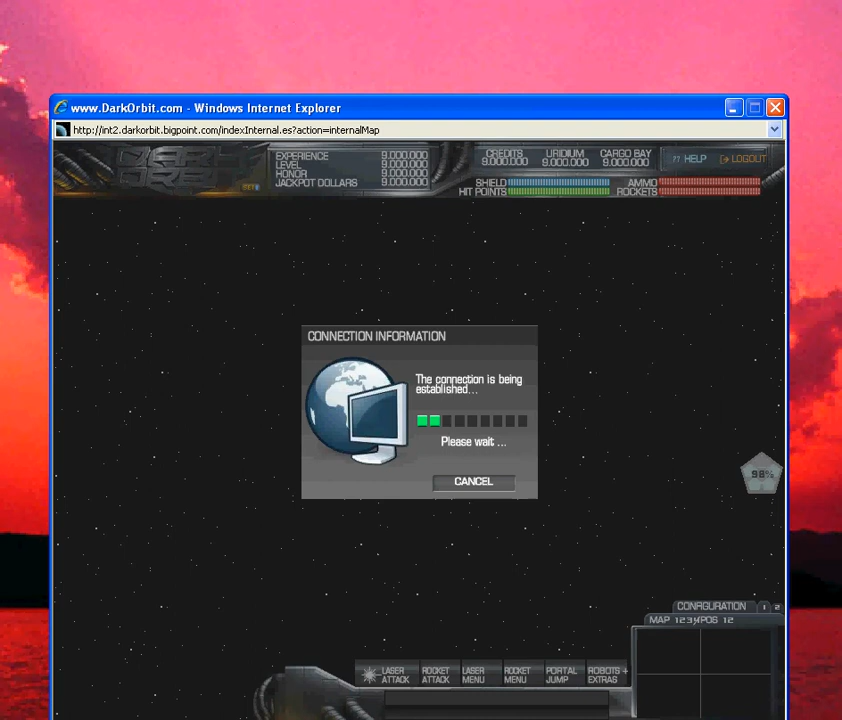 www.DarkOrbit.com - Windows Internet Explorer
http://int2.darkorbit.bigpoint.com/indexInternal.es?action=internalMap
DARK ORBIT
EXPERIENCE 9.000.000
LEVEL 9.000.000
HONOR 9.000.000
JACKPOT DOLLARS 9.000.000
CREDITS URIDIUM CARGO BAY
9.000.000 9.000.000 9.000.000
?? HELP LOGOUT
SHIELD AMMO
HIT POINTS ROCKETS
CONNECTION INFORMATION
The connection is being
established...
Please wait ...
CANCEL
98%
CONFIGURATION 1 2
LASER ATTACK
ROCKET ATTACK
LASER MENU
ROCKET MENU
PORTAL JUMP
ROBOTS + EXTRAS